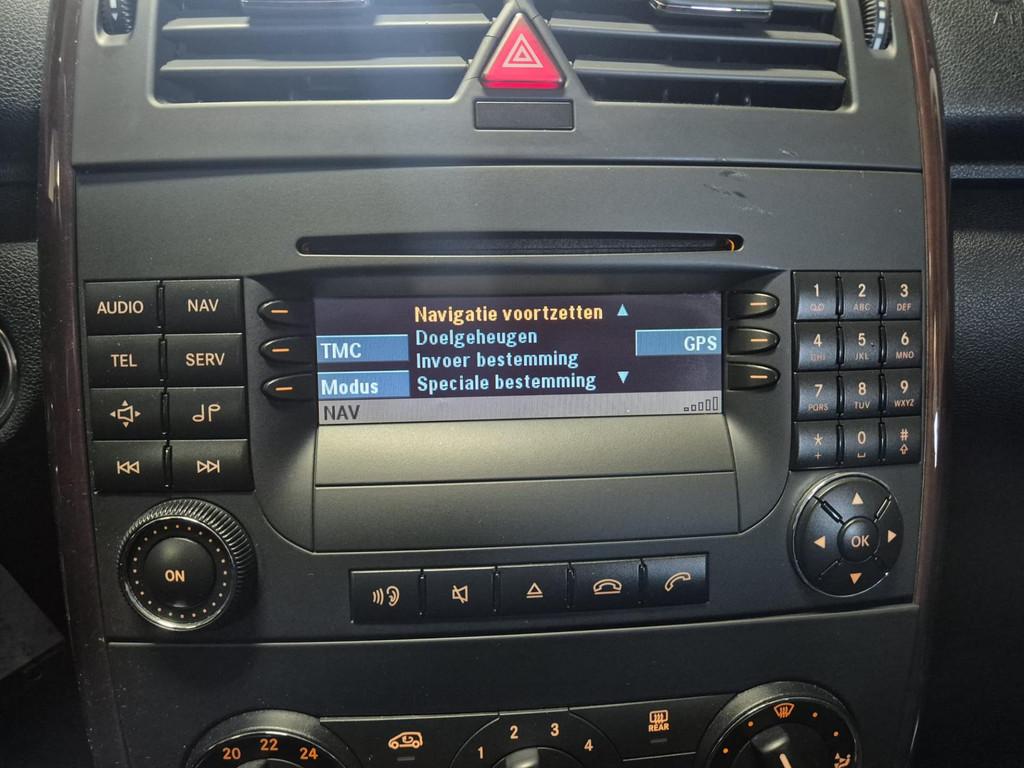 AUDIO NAV
TEL SERV
Navigatie voortzetten
Doelgeheugen
TMC
GPS
Invoer bestemming
Modus
Speciale bestemming
NAV
1 2 ABC 3 DEF
4 GHI 5 JKL 6 MNO
7 PQRS 8 TUV 9 WXYZ
* + 0 #
ON
OK
20 22 24
1 2 3 4
REAR